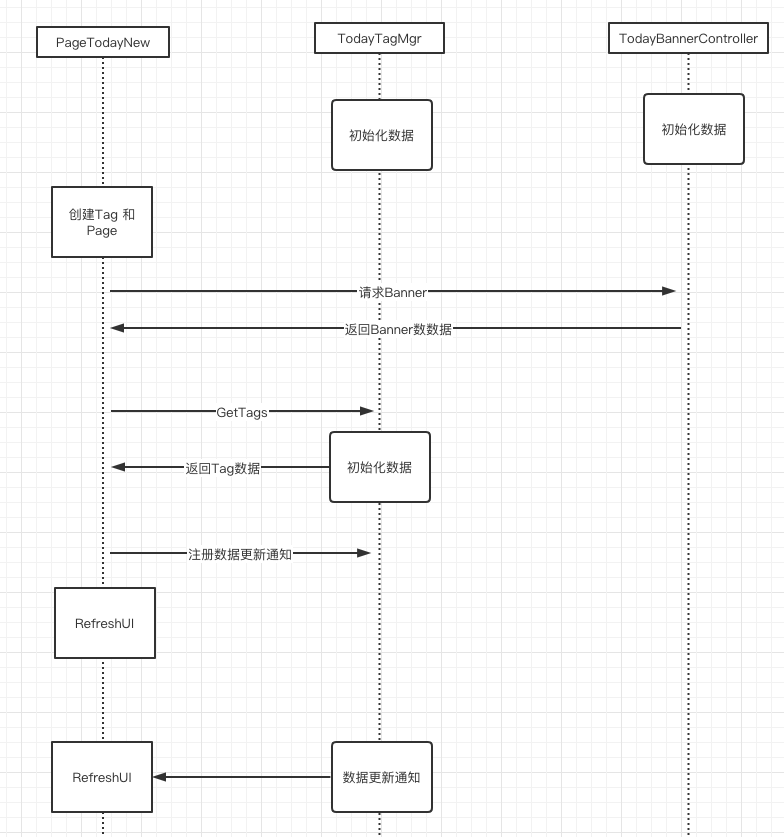 PageTodayNew
TodayTagMgr
TodayBannerController
初始化数据
初始化数据
创建Tag 和
Page
请求Banner
返回Banner数数据
GetTags
初始化数据
返回Tag数据
注册数据更新通知
RefreshUI
RefreshUI
数据更新通知